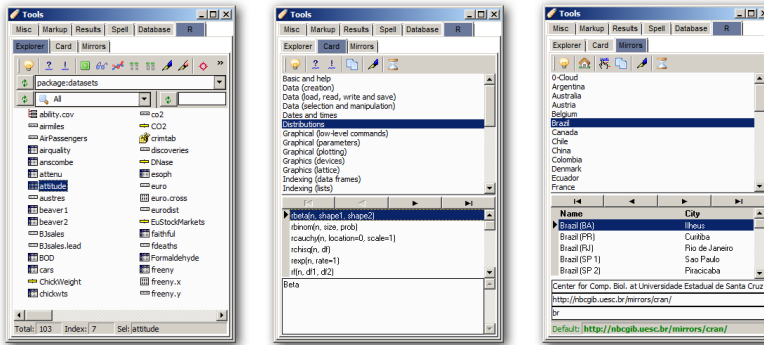 Tools
Misc Markup Results Spell Database R
Explorer Card Mirrors
package:datasets
All
ability.cov
airmiles
AirPassengers
airquality
anscombe
attenu
attitude
austres
beaver1
beaver2
BJsales
BJsales.lead
BOD
cars
ChickWeight
chickwts
co2
CO2
crimtab
discoveries
DNase
esoph
euro
euro.cross
eurodist
EuStockMarkets
faithful
fdeaths
Formaldehyde
freeny
freeny.x
freeny.y
Total: 103 Index: 7 Sel: attitude
Tools
Misc Markup Results Spell Database R
Explorer Card Mirrors
Basic and help
Data (creation)
Data (load, read, write and save)
Data (selection and manipulation)
Dates and times
Distributions
Graphical (low-level commands)
Graphical (parameters)
Graphical (plotting)
Graphics (devices)
Graphics (lattice)
Indexing (data frames)
Indexing (lists)
rbeta(n, shape1, shape2)
rbinom(n, size, prob)
rcauchy(n, location=0, scale=1)
rchisq(n, df)
rexp(n, rate=1)
rf(n, df1, df2)
Beta
Tools
Misc Markup Results Spell Database R
Explorer Card Mirrors
0-Cloud
Argentina
Australia
Austria
Belgium
Brazil
Canada
Chile
China
Colombia
Denmark
Ecuador
France
Name City
Brazil (BA) Ilheus
Brazil (PR) Curitiba
Brazil (RJ) Rio de Janeiro
Brazil (SP 1) Sao Paulo
Brazil (SP 2) Piracicaba
Center for Comp. Biol. at Universidade Estadual de Santa Cruz
http://nbcgib.uesc.br/mirrors/cran/
br
Default: http://nbcgib.uesc.br/mirrors/cran/